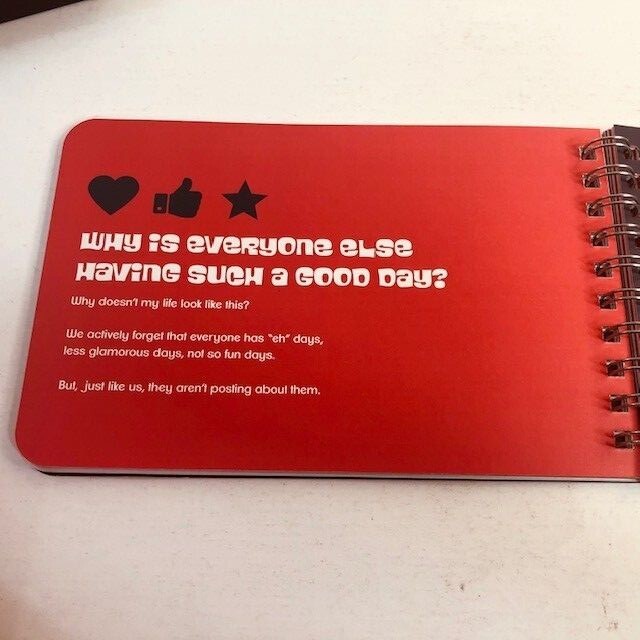 Why is everyone else
having such a good day?
Why doesn't my life look like this?
We actively forget that everyone has "eh" days,
less glamorous days, not so fun days.
But, just like us, they aren't posting about them.